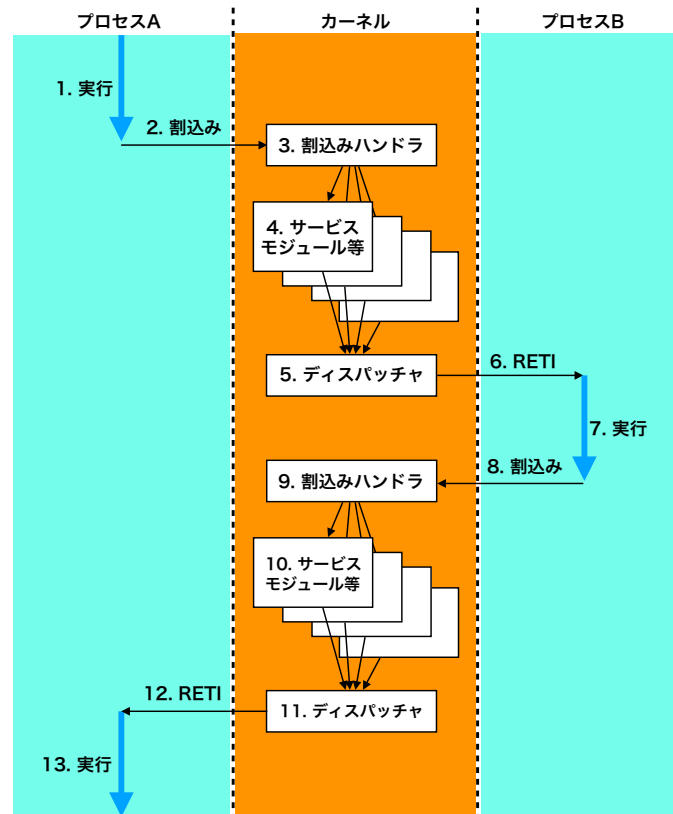 プロセスA
カーネル
プロセスB
1. 実行
2. 割込み
3. 割込みハンドラ
4. サービス
モジュール等
5. ディスパッチャ
6. RETI
7. 実行
8. 割込み
9. 割込みハンドラ
10. サービス
モジュール等
11. ディスパッチャ
12. RETI
13. 実行